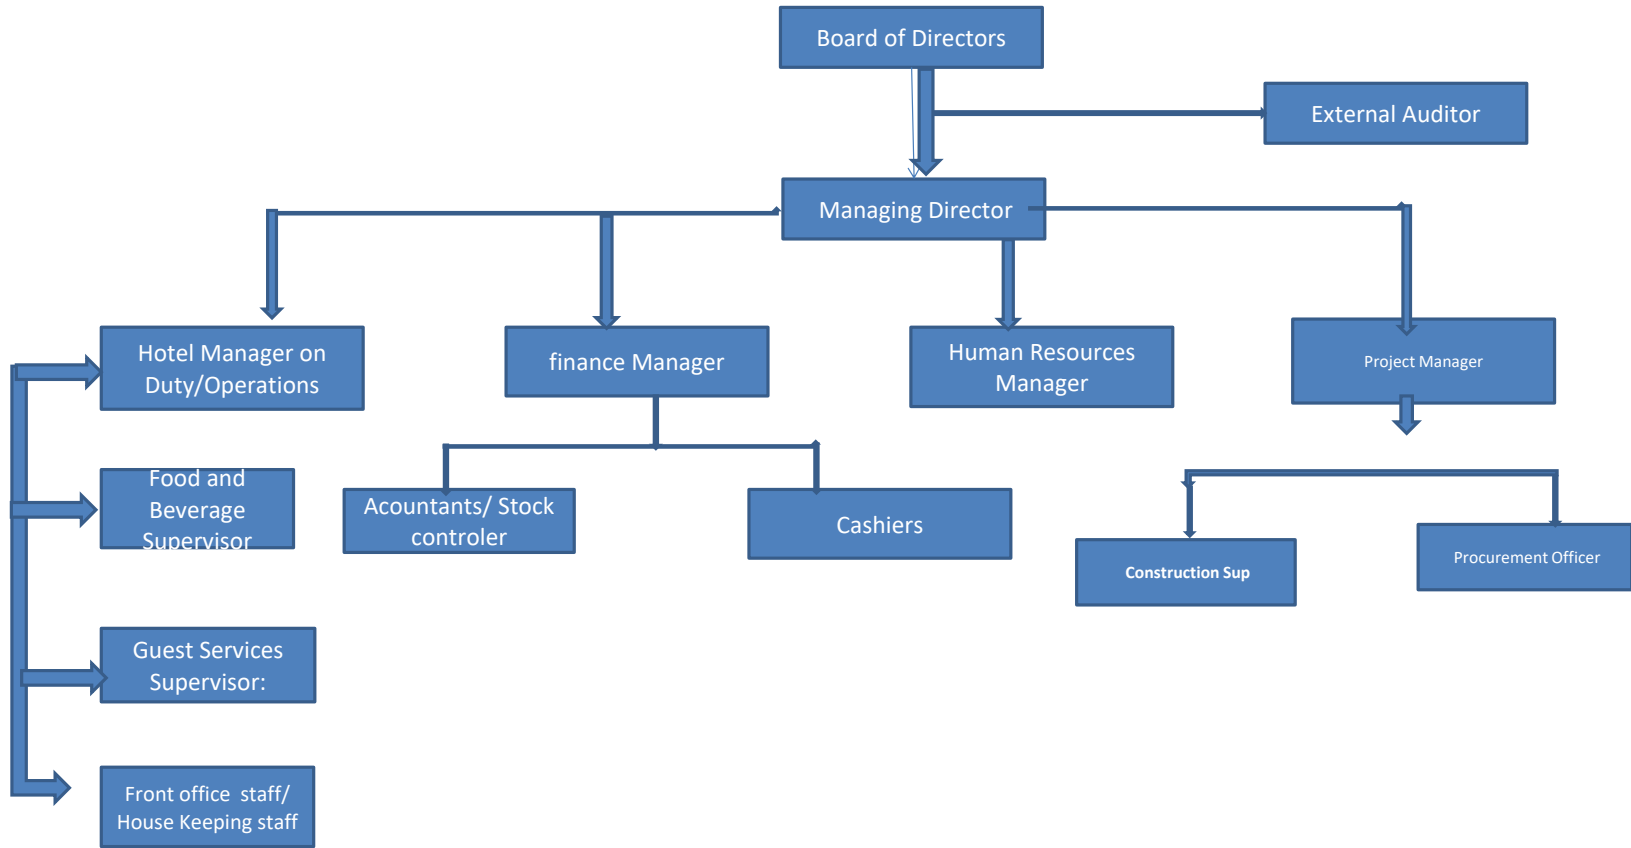 Board of Directors
External Auditor
Managing Director
Hotel Manager on
Duty/Operations
finance Manager
Human Resources
Manager
Project Manager
Food and
Beverage
Supervisor
Acountants/ Stock
controler
Cashiers
Construction Sup
Procurement Officer
Guest Services
Supervisor:
Front office  staff/
House Keeping staff